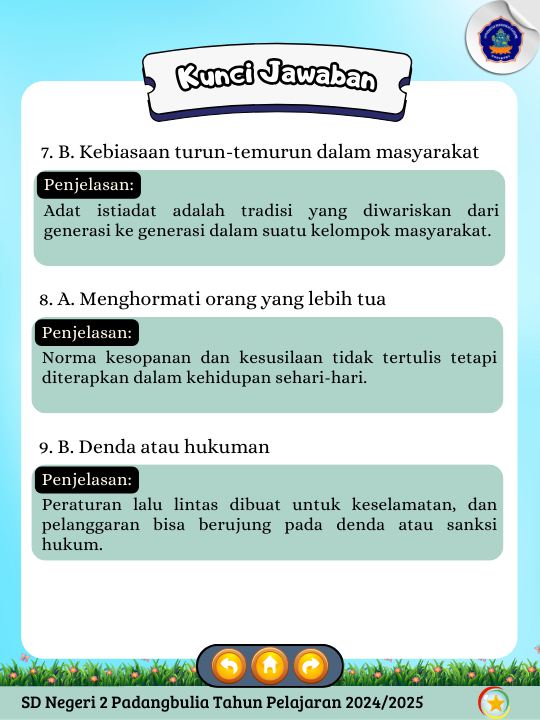 Kunci Jawaban
7. B. Kebiasaan turun-temurun dalam masyarakat
Penjelasan:
Adat istiadat adalah tradisi yang diwariskan dari
generasi ke generasi dalam suatu kelompok masyarakat.
8. A. Menghormati orang yang lebih tua
Penjelasan:
Norma kesopanan dan kesusilaan tidak tertulis tetapi
diterapkan dalam kehidupan sehari-hari.
9. B. Denda atau hukuman
Penjelasan:
Peraturan lalu lintas dibuat untuk keselamatan, dan
pelanggaran bisa berujung pada denda atau sanksi
hukum.
SD Negeri 2 Padangbulia Tahun Pelajaran 2024/2025